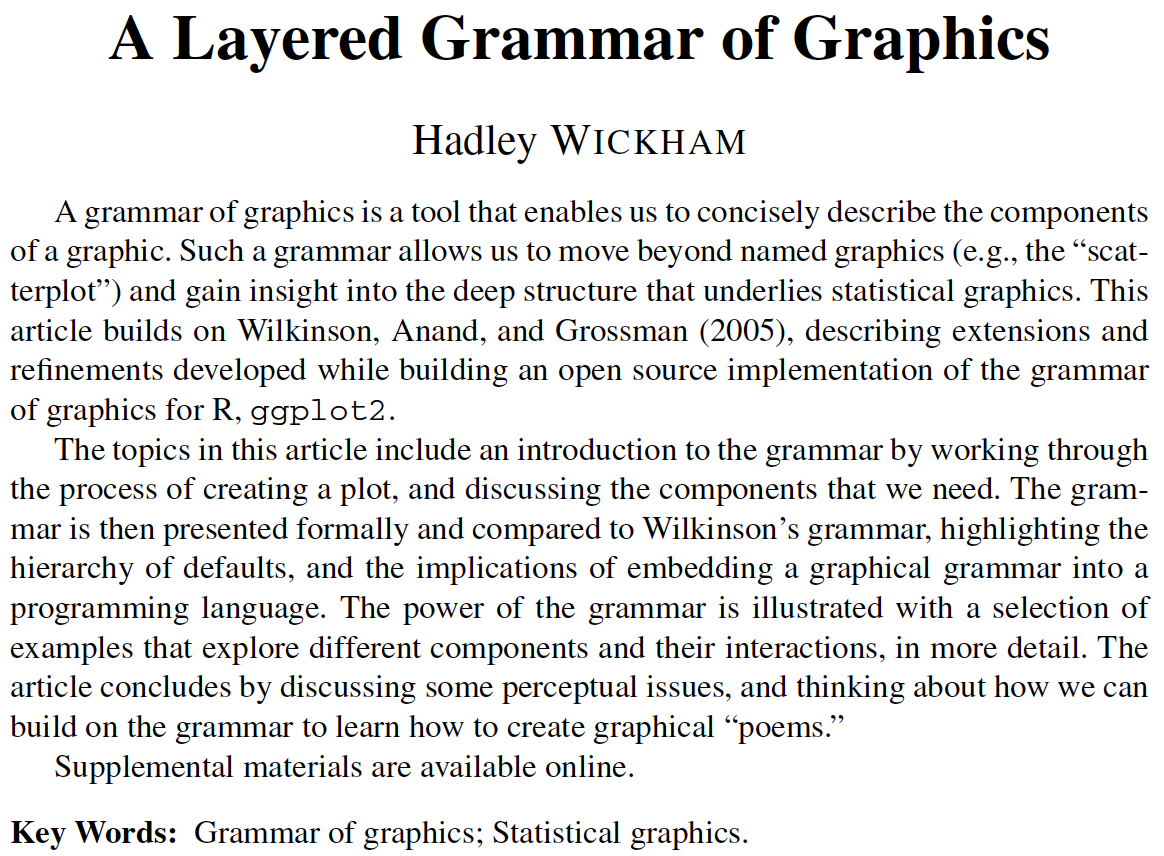 A Layered Grammar of Graphics
Hadley WICKHAM
A grammar of graphics is a tool that enables us to concisely describe the components
of a graphic. Such a grammar allows us to move beyond named graphics (e.g., the “scat-
terplot”) and gain insight into the deep structure that underlies statistical graphics. This
article builds on Wilkinson, Anand, and Grossman (2005), describing extensions and
refinements developed while building an open source implementation of the grammar
of graphics for R, ggplot2.
The topics in this article include an introduction to the grammar by working through
the process of creating a plot, and discussing the components that we need. The gram-
mar is then presented formally and compared to Wilkinson’s grammar, highlighting the
hierarchy of defaults, and the implications of embedding a graphical grammar into a
programming language. The power of the grammar is illustrated with a selection of
examples that explore different components and their interactions, in more detail. The
article concludes by discussing some perceptual issues, and thinking about how we can
build on the grammar to learn how to create graphical “poems.”
Supplemental materials are available online.
Key Words: Grammar of graphics; Statistical graphics.